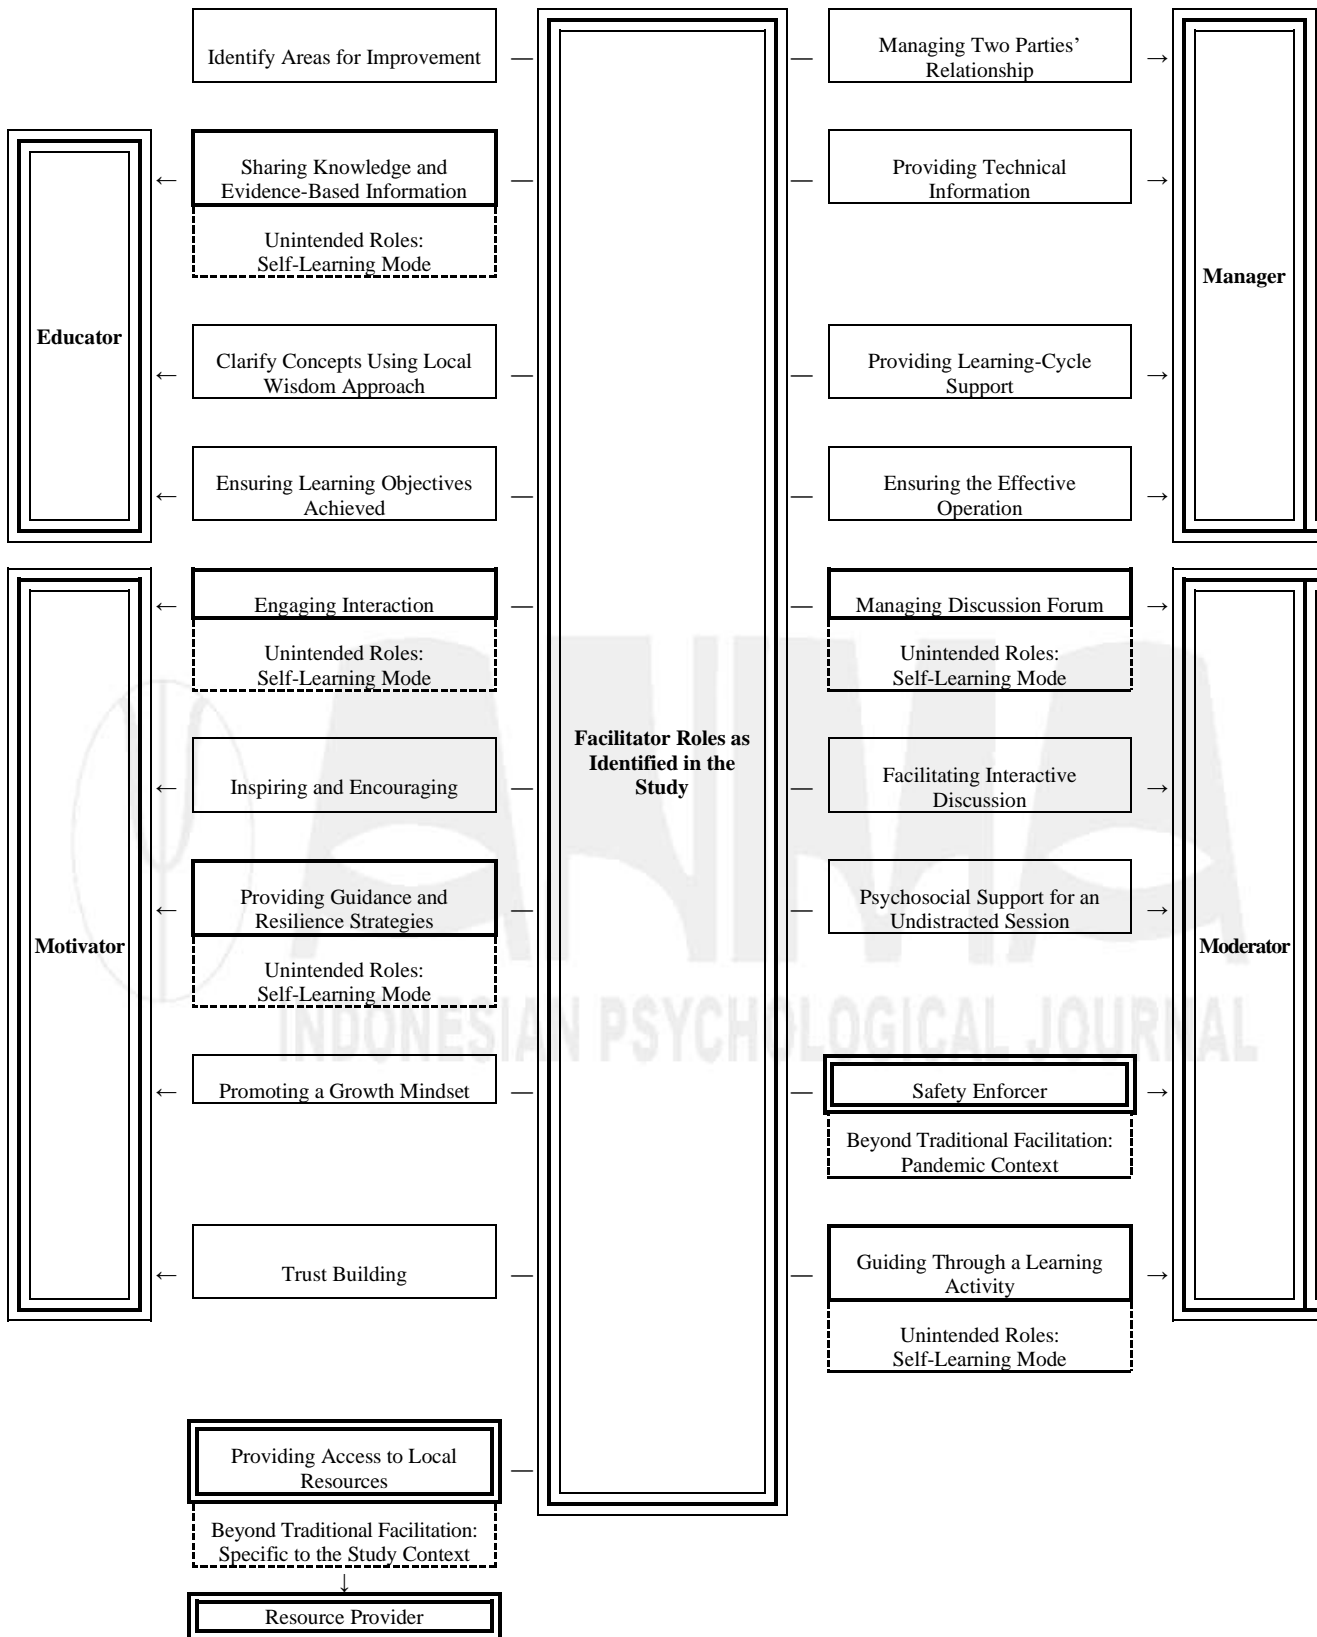 Identify Areas for Improvement
—
—
Managing Two Parties’
Relationship
→
←
Sharing Knowledge and
Evidence-Based Information
—
Unintended Roles:
Self-Learning Mode
—
Providing Technical
Information
→
Educator
←
Clarify Concepts Using Local
Wisdom Approach
—
—
Providing Learning-Cycle
Support
→
Manager
←
Ensuring Learning Objectives
Achieved
—
—
Ensuring the Effective
Operation
→
←
Engaging Interaction
—
Unintended Roles:
Self-Learning Mode
—
Managing Discussion Forum
→
Unintended Roles:
Self-Learning Mode
←
Inspiring and Encouraging
—
Facilitator Roles as
Identified in the
Study
—
Facilitating Interactive
Discussion
→
Motivator
←
Providing Guidance and
Resilience Strategies
—
Unintended Roles:
Self-Learning Mode
—
Psychosocial Support for an
Undistracted Session
→
Moderator
←
Promoting a Growth Mindset
—
—
Safety Enforcer
→
Beyond Traditional Facilitation:
Pandemic Context
←
Trust Building
—
—
Guiding Through a Learning
Activity
→
Unintended Roles:
Self-Learning Mode
Providing Access to Local
Resources
—
Beyond Traditional Facilitation:
Specific to the Study Context
↓
Resource Provider
ANIMA
INDONESIAN PSYCHOLOGICAL JOURNAL